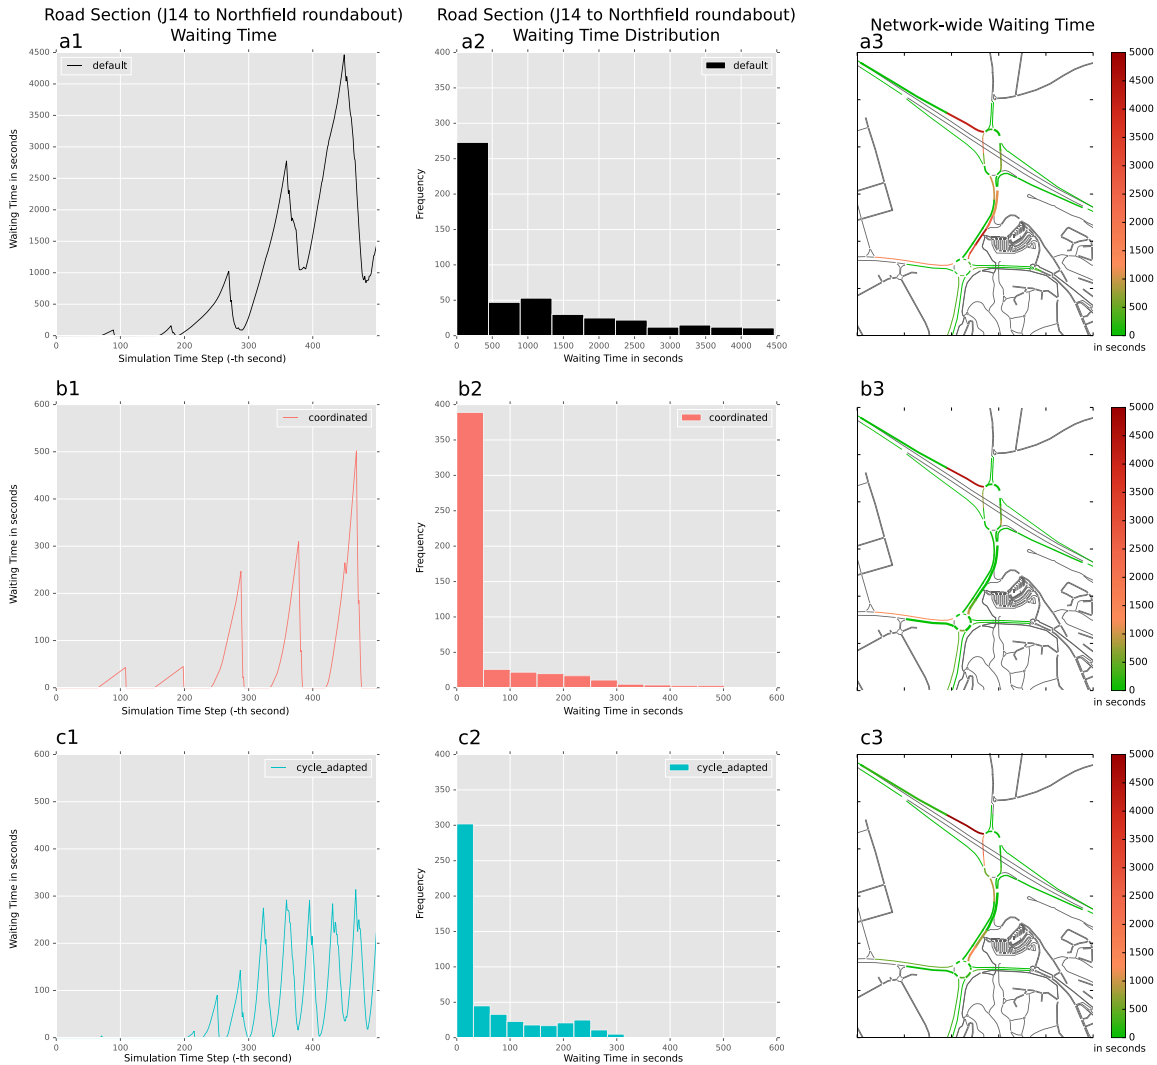 Road Section (J14 to Northfield roundabout)
Waiting Time
Road Section (J14 to Northfield roundabout)
Waiting Time Distribution
Network-wide Waiting Time
a1
default
4500
4000
3500
3000
2500
2000
1500
1000
500
0
Waiting Time in seconds
0 100 200 300 400
Simulation Time Step (-th second)
a2
default
400
350
300
250
200
150
100
50
0
Frequency
0 500 1000 1500 2000 2500 3000 3500 4000 4500
Waiting Time in seconds
a3
5000
4500
4000
3500
3000
2500
2000
1500
1000
500
0
in seconds
b1
coordinated
600
500
400
300
200
100
0
Waiting Time in seconds
0 100 200 300 400
Simulation Time Step (-th second)
b2
coordinated
400
350
300
250
200
150
100
50
0
Frequency
0 100 200 300 400 500 600
Waiting Time in seconds
b3
5000
4500
4000
3500
3000
2500
2000
1500
1000
500
0
in seconds
c1
cycle_adapted
600
500
400
300
200
100
0
Waiting Time in seconds
0 100 200 300 400
Simulation Time Step (-th second)
c2
cycle_adapted
400
350
300
250
200
150
100
50
0
Frequency
0 100 200 300 400 500 600
Waiting Time in seconds
c3
5000
4500
4000
3500
3000
2500
2000
1500
1000
500
0
in seconds